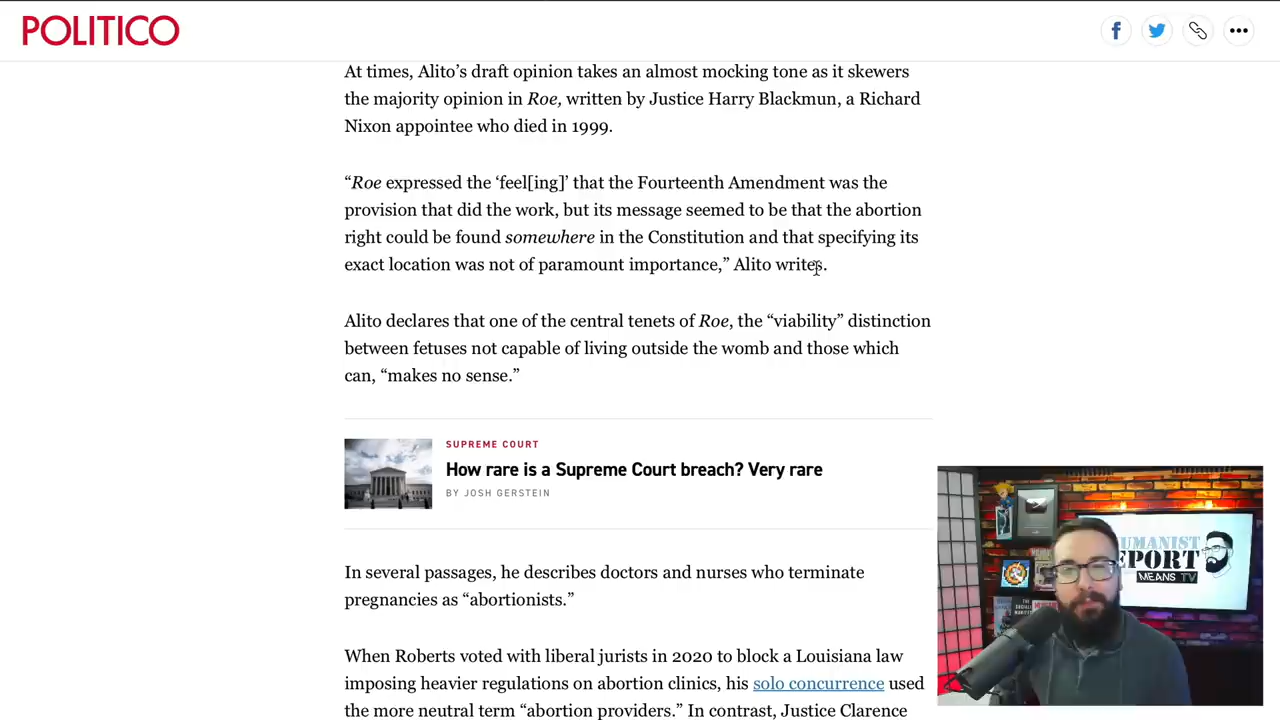 POLITICO
At times, Alito’s draft opinion takes an almost mocking tone as it skewers
the majority opinion in Roe, written by Justice Harry Blackmun, a Richard
Nixon appointee who died in 1999.
“Roe expressed the ‘feel[ing]’ that the Fourteenth Amendment was the
provision that did the work, but its message seemed to be that the abortion
right could be found somewhere in the Constitution and that specifying its
exact location was not of paramount importance,” Alito writes.
Alito declares that one of the central tenets of Roe, the “viability” distinction
between fetuses not capable of living outside the womb and those which
can, “makes no sense.”
SUPREME COURT
How rare is a Supreme Court breach? Very rare
BY JOSH GERSTEIN
In several passages, he describes doctors and nurses who terminate
pregnancies as “abortionists.”
When Roberts voted with liberal jurists in 2020 to block a Louisiana law
imposing heavier regulations on abortion clinics, his solo concurrence used
the more neutral term “abortion providers.” In contrast, Justice Clarence
UMANIST
EPORT
MEANS TV